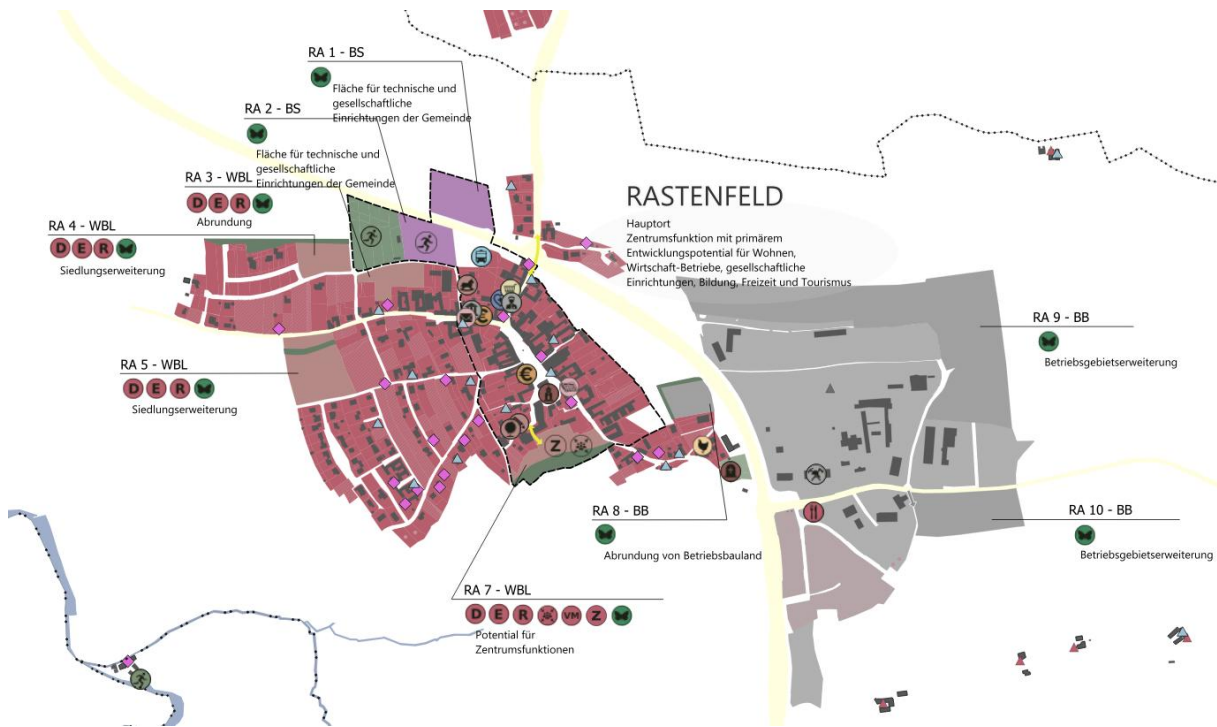 RA 1 - BS
Fläche für technische und
gesellschaftliche
Einrichtungen der Gemeinde
RA 2 - BS
Fläche für technische und
gesellschaftliche
Einrichtungen der Gemeinde
RA 3 - WBL
D E R
Abrundung
RA 4 - WBL
D E R
Siedlungserweiterung
RASTENFELD
Hauptort
Zentrumsfunktion mit primärem
Entwicklungspotential für Wohnen,
Wirtschaft-Betriebe, gesellschaftliche
Einrichtungen, Bildung, Freizeit und Tourismus
RA 9 - BB
Betriebsgebietserweiterung
RA 5 - WBL
D E R
Siedlungserweiterung
€
€
Z
RA 8 - BB
Abrundung von Betriebsbauland
RA 10 - BB
Betriebsgebietserweiterung
RA 7 - WBL
D E R VM Z
Potential für
Zentrumsfunktionen